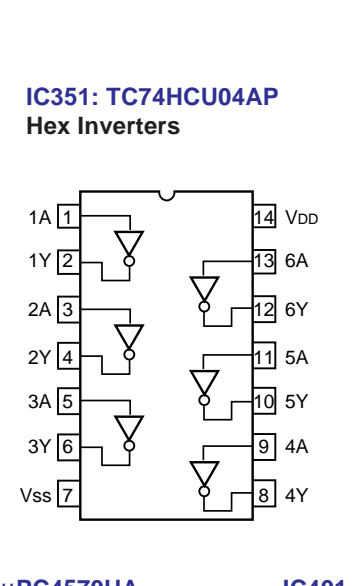 IC351: TC74HCU04AP
Hex Inverters
1A 1 14 VDD
1Y 2 13 6A
2A 3 12 6Y
2Y 4 11 5A
3A 5 10 5Y
3Y 6 9 4A
Vss 7 8 4Y